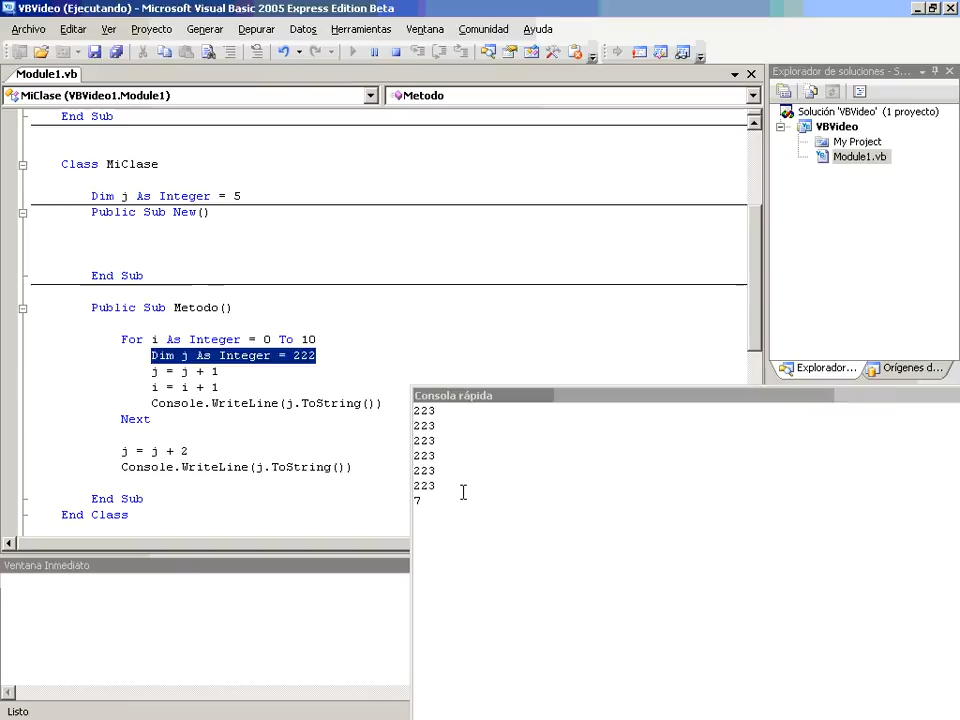 VBVideo (Ejecutando) - Microsoft Visual Basic 2005 Express Edition Beta
Archivo Editar Ver Proyecto Generar Depurar Datos Herramientas Ventana Comunidad Ayuda
Module1.vb
MiClase (VBVideo1.Module1)
Metodo
End Sub
Class MiClase
Dim j As Integer = 5
Public Sub New()
End Sub
Public Sub Metodo()
For i As Integer = 0 To 10
Dim j As Integer = 222
j = j + 1
i = i + 1
Console.WriteLine(j.ToString())
Next
j = j + 2
Console.WriteLine(j.ToString())
End Sub
End Class
Explorador de soluciones - S...
Solución 'VBVideo' (1 proyecto)
VBVideo
My Project
Module1.vb
Explorador...
Orígenes d...
Consola rápida
223
223
223
223
223
223
7
Ventana Inmediato
Listo